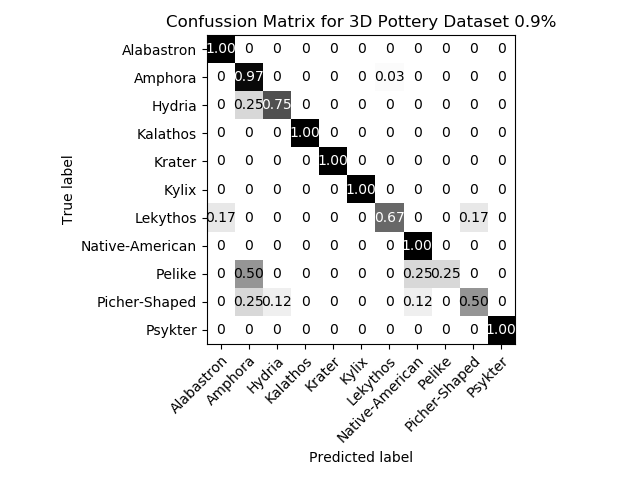 Confussion Matrix for 3D Pottery Dataset 0.9%
Alabastron 1.00 0 0 0 0 0 0 0 0 0 0
Amphora 0 0.97 0 0 0 0 0.03 0 0 0 0
Hydria 0 0.25 0.75 0 0 0 0 0 0 0 0
Kalathos 0 0 0 1.00 0 0 0 0 0 0 0
Krater 0 0 0 0 1.00 0 0 0 0 0 0
Kylix 0 0 0 0 0 1.00 0 0 0 0 0
Lekythos 0.17 0 0 0 0 0 0.67 0 0 0.17 0
Native-American 0 0 0 0 0 0 0 1.00 0 0 0
Pelike 0 0.50 0 0 0 0 0 0.25 0.25 0 0
Picher-Shaped 0 0.25 0.12 0 0 0 0 0.12 0 0.50 0
Psykter 0 0 0 0 0 0 0 0 0 0 1.00
True label
Alabastron Amphora Hydria Kalathos Krater Kylix Lekythos Native-American Pelike Picher-Shaped Psykter
Predicted label